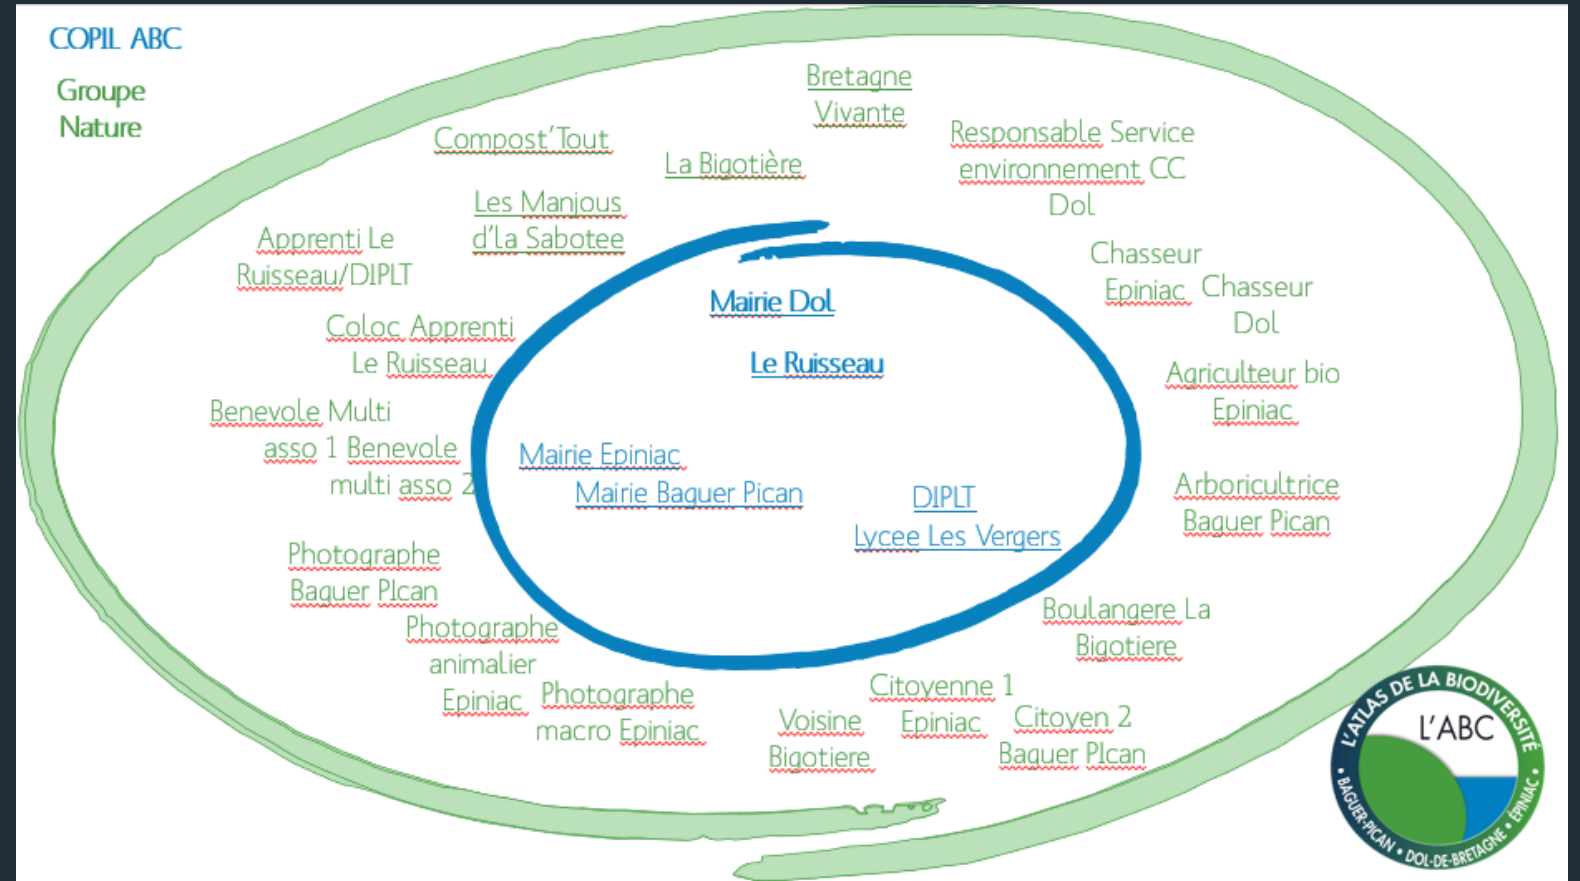 COPIL ABC
Groupe
Nature
Bretagne
Vivante
Compost'Tout
La Bigotière
Responsable Service
environnement CC
Dol
Les Manjous
d'la Sabotee
Apprenti Le
Ruisseau/DIPLT
Chasseur
Epiniac
Chasseur
Dol
Coloc Apprenti
Le Ruisseau
Mairie Dol
Le Ruisseau
Agriculteur bio
Epiniac
Benevole Multi
asso 1 Benevole
multi asso 2
Mairie Epiniac
Mairie Baguer Pican
DIPLT
Lycee Les Vergers
Arboricultrice
Baguer Pican
Photographe
Baguer PIcan
Photographe
animalier
Epiniac
Photographe
macro Epiniac
Boulangere La
Bigotiere
Voisine
Bigotiere
Citoyenne 1
Epiniac
Citoyen 2
Baguer PIcan
L'ATLAS DE LA BIODIVERSITÉ
L'ABC
• BAGUER-PICAN • DOL-DE-BRETAGNE • ÉPINIAC •